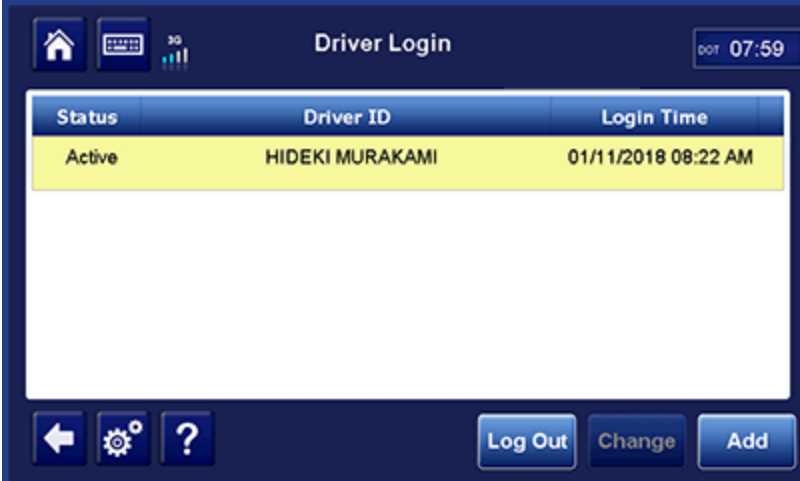 3G
Driver Login
DOT 07:59
Status Driver ID Login Time
Active HIDEKI MURAKAMI 01/11/2018 08:22 AM
? Log Out Change Add